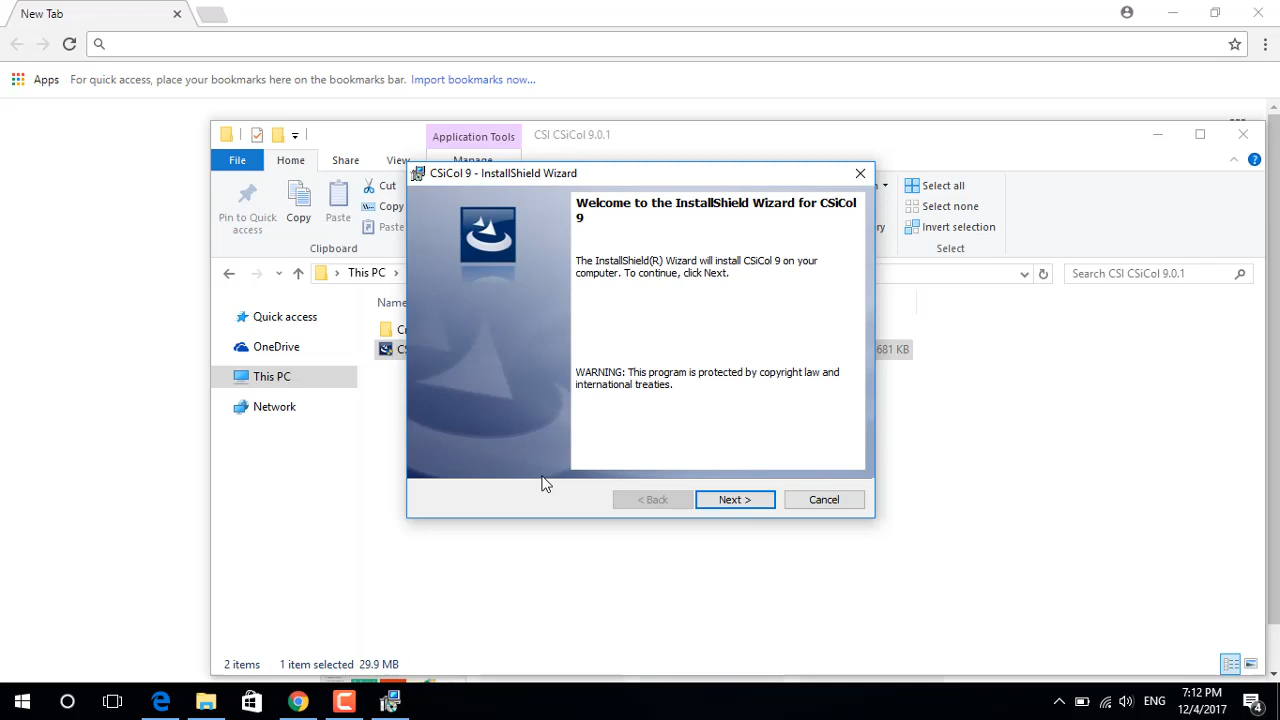 New Tab
Apps For quick access, place your bookmarks here on the bookmarks bar. Import bookmarks now...
Application Tools CSI CSiCol 9.0.1
File Home Share View Manage
Pin to Quick access
Copy
Paste
Cut
Copy
Paste
Clipboard
Select all
Select none
Invert selection
Select
This PC
Search CSI CSiCol 9.0.1
Quick access
OneDrive
This PC
Network
681 KB
CSiCol 9 - InstallShield Wizard
Welcome to the InstallShield Wizard for CSiCol
9
The InstallShield(R) Wizard will install CSiCol 9 on your
computer. To continue, click Next.
WARNING: This program is protected by copyright law and
international treaties.
< Back Next > Cancel
2 items 1 item selected 29.9 MB
ENG
7:12 PM
12/4/2017
4